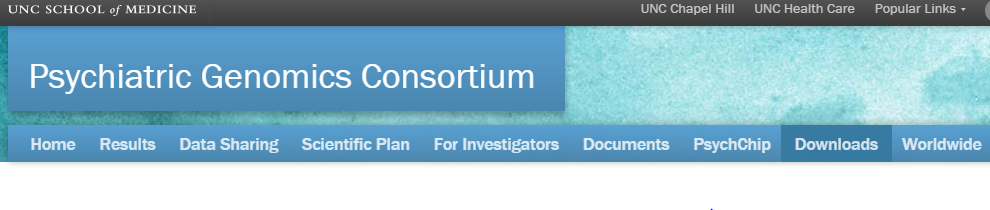 UNC SCHOOL of MEDICINE UNC Chapel Hill UNC Health Care Popular Links
Psychiatric Genomics Consortium
Home Results Data Sharing Scientific Plan For Investigators Documents PsychChip Downloads Worldwide